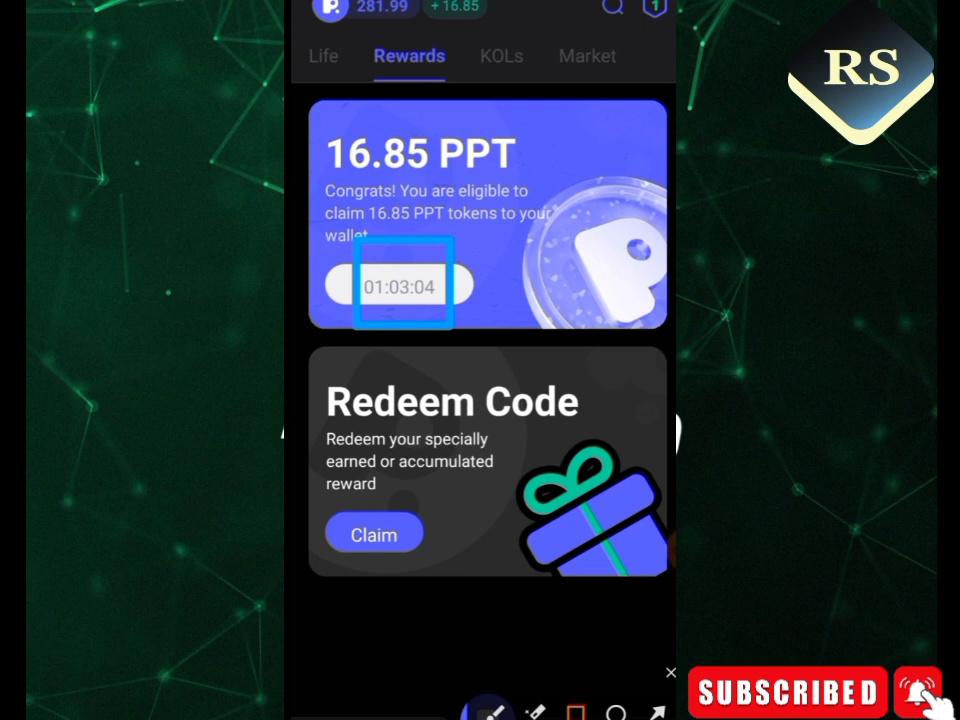 281.99 + 16.85
1
Life Rewards KOLs Market
RS
16.85 PPT
Congrats! You are eligible to
claim 16.85 PPT tokens to your
wallet
01:03:04
Redeem Code
Redeem your specially
earned or accumulated
reward
Claim
SUBSCRIBED